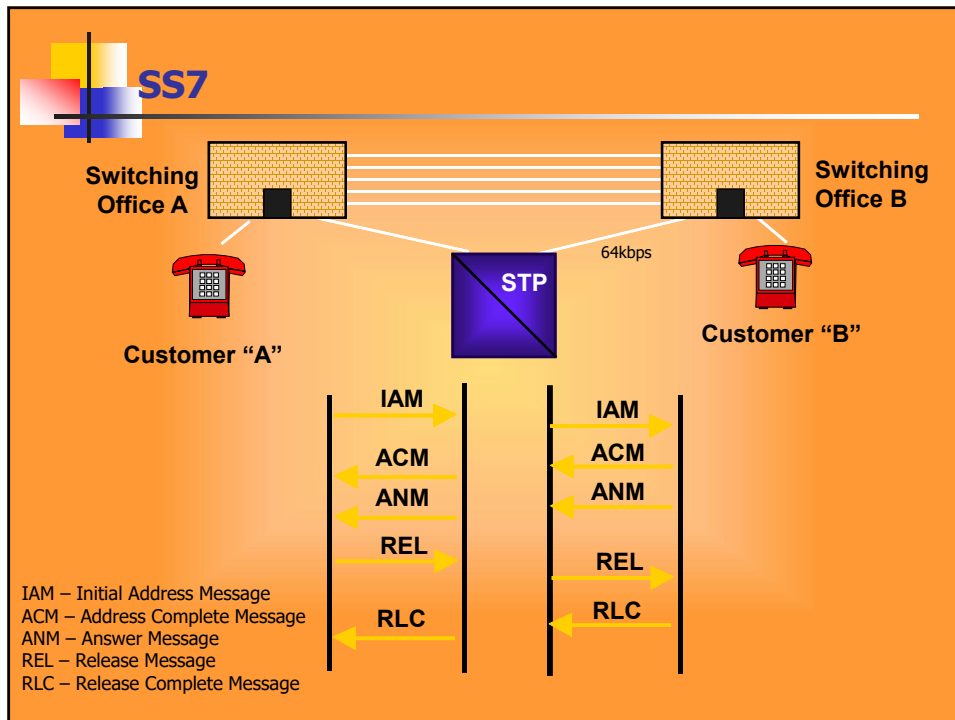 SS7
Switching
Office A
Switching
Office B
64kbps
STP
Customer “A”
Customer “B”
IAM
IAM
ACM
ACM
ANM
ANM
REL
REL
RLC
RLC
IAM – Initial Address Message
ACM – Address Complete Message
ANM – Answer Message
REL – Release Message
RLC – Release Complete Message